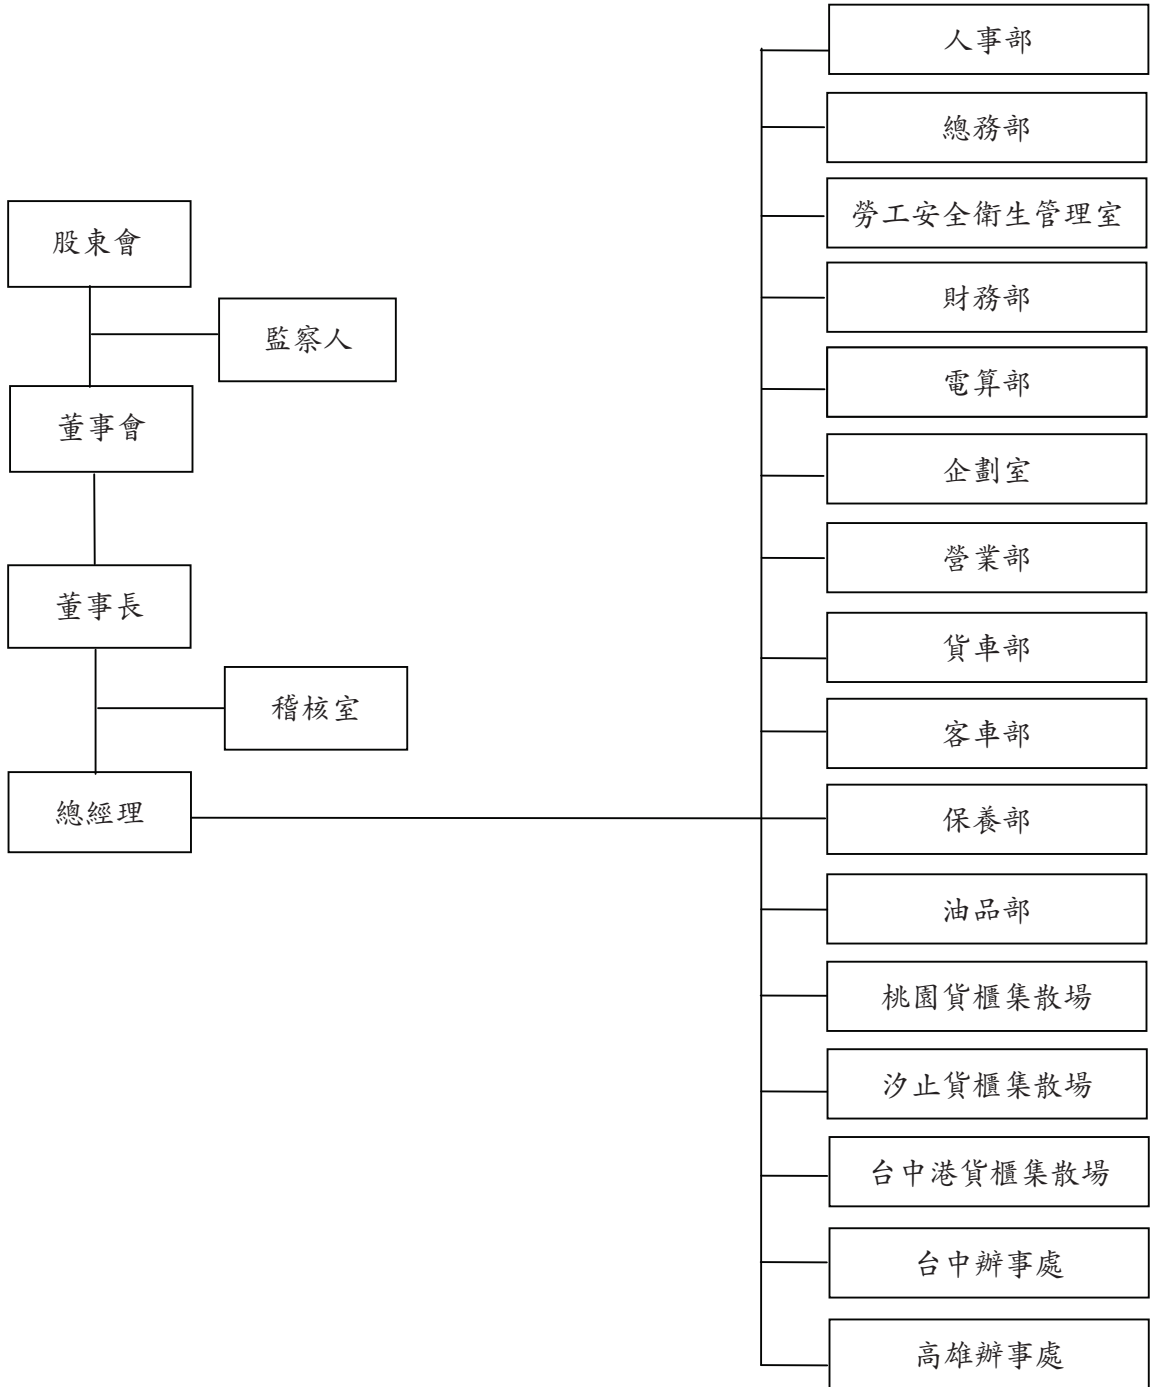 股東會
監察人
董事會
董事長
稽核室
總經理
人事部
總務部
勞工安全衛生管理室
財務部
電算部
企劃室
營業部
貨車部
客車部
保養部
油品部
桃園貨櫃集散場
汐止貨櫃集散場
台中港貨櫃集散場
台中辦事處
高雄辦事處